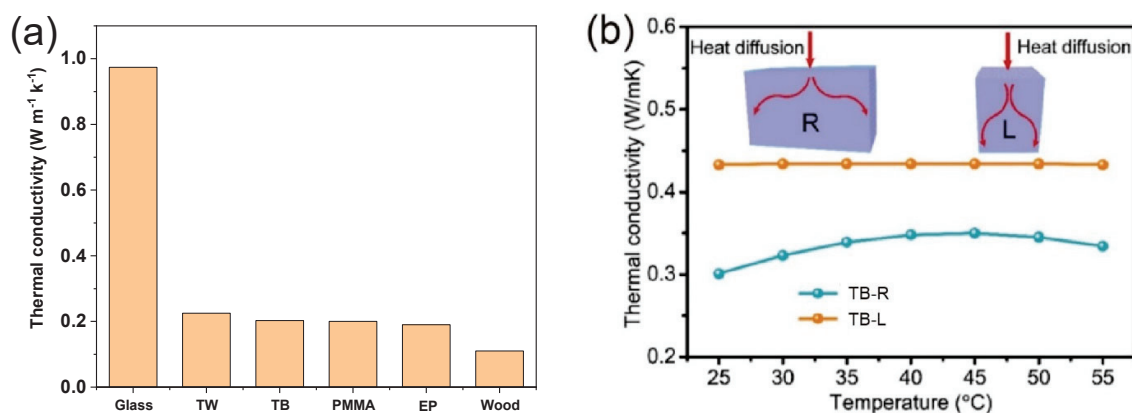 (a)
Thermal conductivity (W m⁻¹ k⁻¹)
1.0
0.8
0.6
0.4
0.2
0.0
Glass TW TB PMMA EP Wood
(b)
Thermal conductivity (W/mK)
0.6
0.5
0.4
0.3
0.2
Heat diffusion
Heat diffusion
R
L
TB-R
TB-L
25 30 35 40 45 50 55
Temperature (°C)